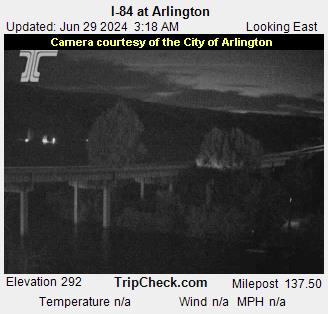 I-84 at Arlington
Updated: Jun 29 2024 3:18 AM Looking East
Camera courtesy of the City of Arlington
Elevation 292 TripCheck.com Milepost 137.50
Temperature n/a Wind n/a MPH n/a